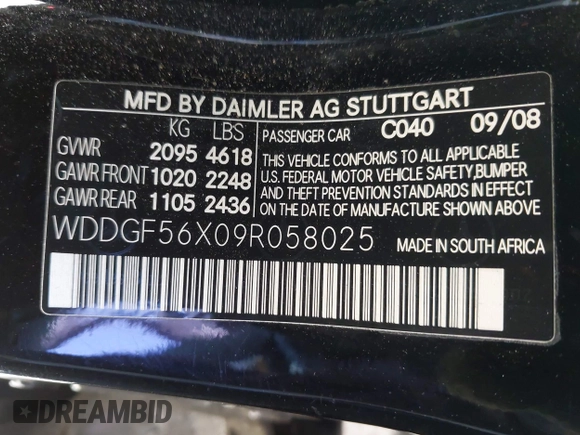 MFD BY DAIMLER AG STUTTGART
KG LBS PASSENGER CAR C040 09/08
GVWR 2095 4618 THIS VEHICLE CONFORMS TO ALL APPLICABLE
GAWR FRONT 1020 2248 U.S. FEDERAL MOTOR VEHICLE SAFETY, BUMPER
GAWR REAR 1105 2436 AND THEFT PREVENTION STANDARDS IN EFFECT
ON THE DATE OF MANUFACTURE SHOWN ABOVE.
WDDGF56X09R058025 MADE IN SOUTH AFRICA
DREAMBID